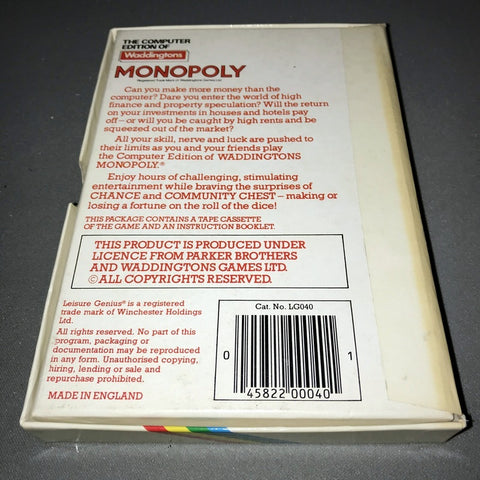 THE COMPUTER
EDITION OF
Waddingtons
MONOPOLY
Registered Trade Mark of Waddingtons Games Ltd.
Can you make more money than the
computer? Dare you enter the world of high
finance and property speculation? Will the return
on your investments in houses and hotels pay
off – or will you be caught by high rents and be
squeezed out of the market?
All your skill, nerve and luck are pushed to
their limits as you and your friends play
the Computer Edition of WADDINGTONS
MONOPOLY.®
Enjoy hours of challenging, stimulating
entertainment while braving the surprises of
CHANCE and COMMUNITY CHEST – making or
losing a fortune on the roll of the dice!
THIS PACKAGE CONTAINS A TAPE CASSETTE
OF THE GAME AND AN INSTRUCTION BOOKLET.
THIS PRODUCT IS PRODUCED UNDER
LICENCE FROM PARKER BROTHERS
AND WADDINGTONS GAMES LTD.
© ALL COPYRIGHTS RESERVED.
Leisure Genius® is a registered
trade mark of Winchester Holdings
Ltd.
All rights reserved. No part of this
program, packaging or
documentation may be reproduced
in any form. Unauthorised copying,
hiring, lending or sale and
repurchase prohibited.
MADE IN ENGLAND
Cat. No. LG040
0 1
45822 00040